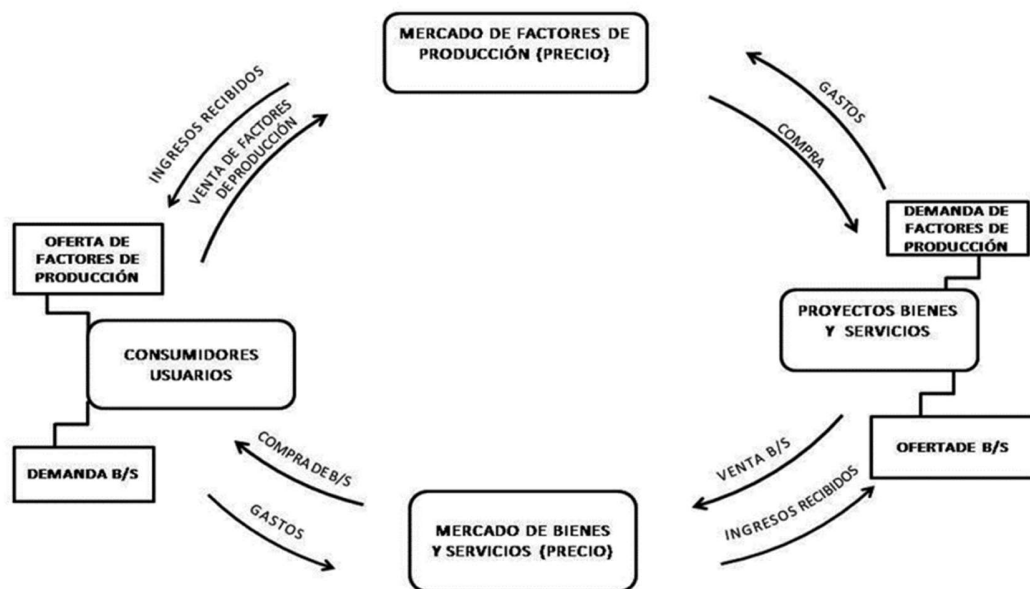 MERCADO DE FACTORES DE
PRODUCCIÓN (PRECIO)
INGRESOS RECIBIDOS
VENTA DE FACTORES
DE PRODUCCIÓN
GASTOS
COMPRA
OFERTA DE
FACTORES DE
PRODUCCIÓN
DEMANDA DE
FACTORES DE
PRODUCCIÓN
CONSUMIDORES
USUARIOS
PROYECTOS BIENES
Y SERVICIOS
DEMANDA B/S
OFERTADE B/S
COMPRA DE B/S
GASTOS
VENTA B/S
INGRESOS RECIBIDOS
MERCADO DE BIENES
Y SERVICIOS (PRECIO)